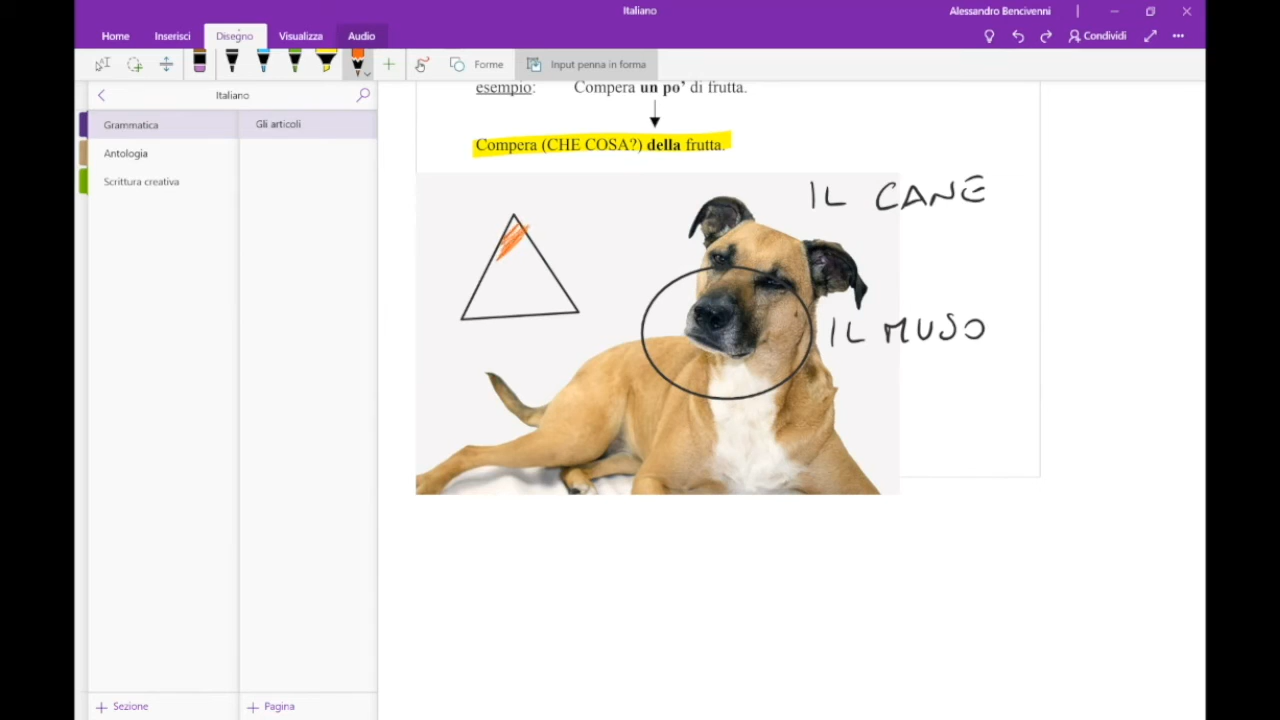 Italiano
Alessandro Bencivenni
Home Inserisci Disegno Visualizza Audio
Condividi
Forme Input penna in forma
Italiano
Grammatica
Antologia
Scrittura creativa
Gli articoli
esempio: Compera un po’ di frutta.
Compera (CHE COSA?) della frutta.
IL CANE
IL MUSO
+ Sezione
+ Pagina